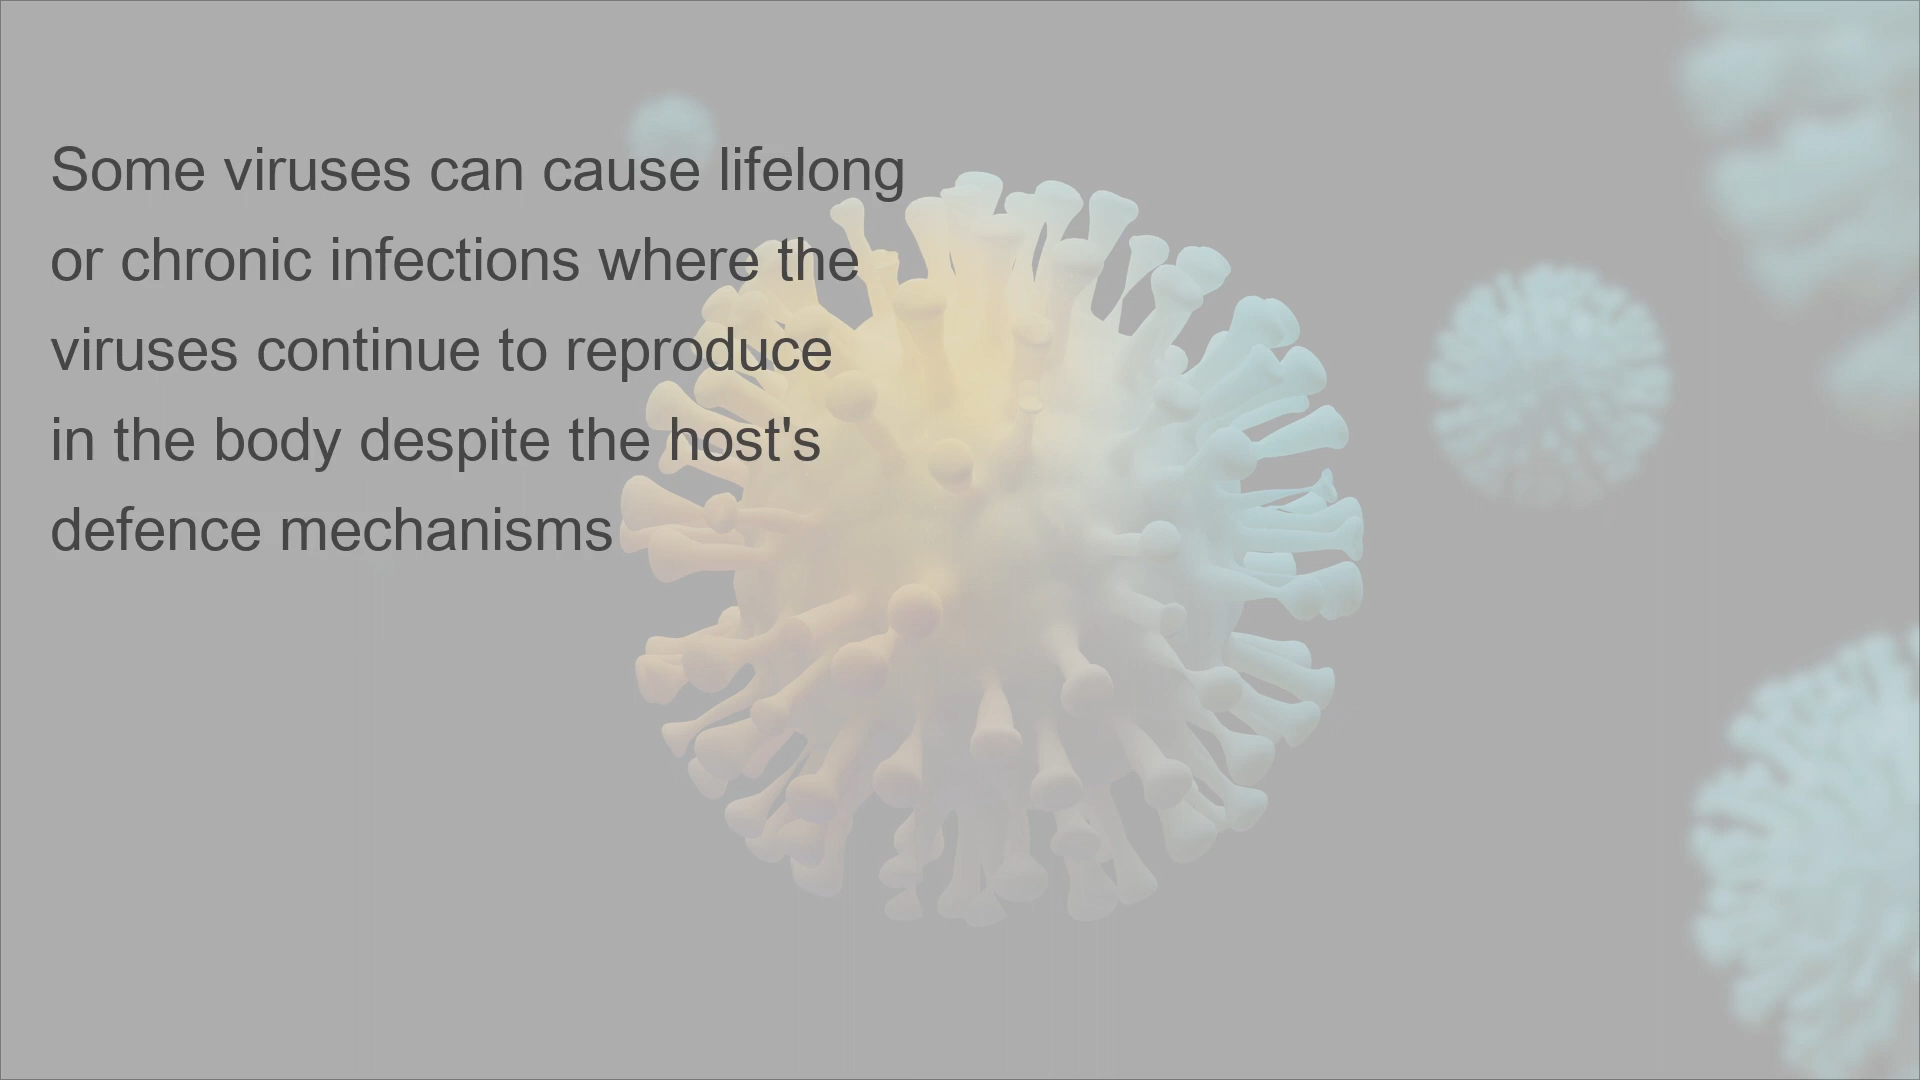 Some viruses can cause lifelong
or chronic infections where the
viruses continue to reproduce
in the body despite the host's
defence mechanisms